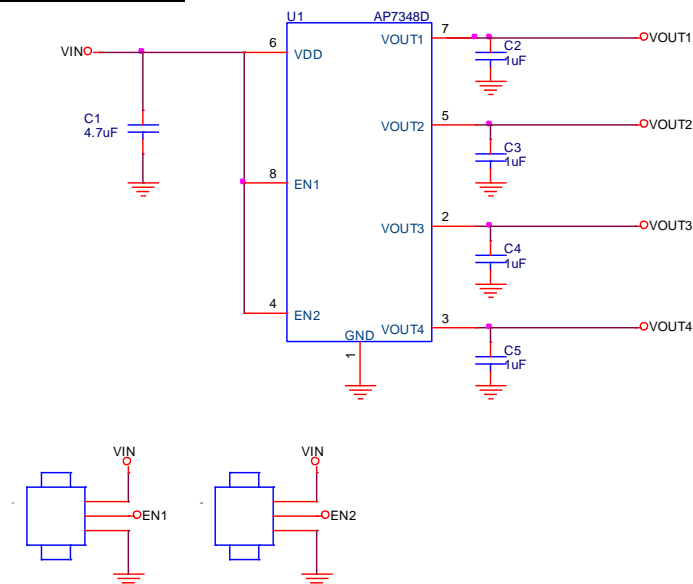 U1 AP7348D
VIN
6
VDD
VOUT1
7
VOUT1
C2
1uF
C1
4.7uF
VOUT2
5
VOUT2
C3
1uF
8
EN1
VOUT3
2
VOUT3
C4
1uF
4
EN2
VOUT4
3
VOUT4
GND
1
C5
1uF
VIN
EN1
VIN
EN2